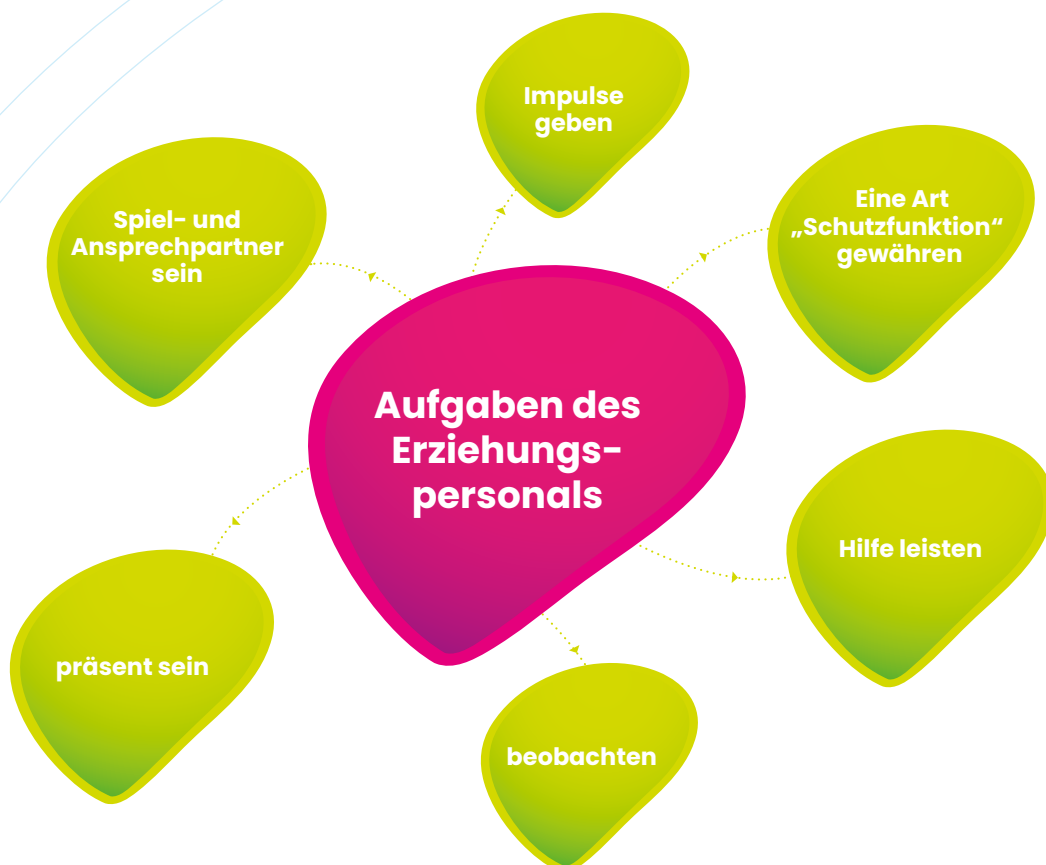 Impulse
geben
Spiel- und
Ansprechpartner
sein
Eine Art
„Schutzfunktion“
gewähren
Aufgaben des
Erziehungs-
personals
Hilfe leisten
präsent sein
beobachten